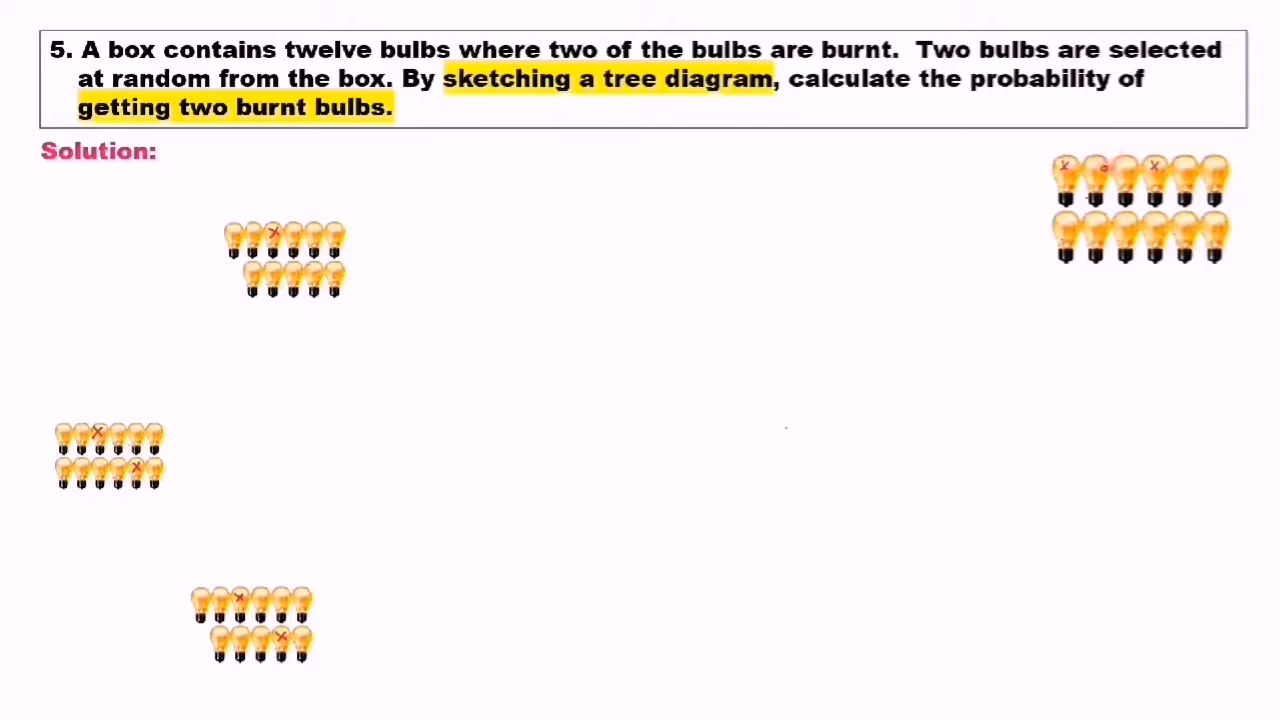 5. A box contains twelve bulbs where two of the bulbs are burnt. Two bulbs are selected
at random from the box. By sketching a tree diagram, calculate the probability of
getting two burnt bulbs.
Solution: